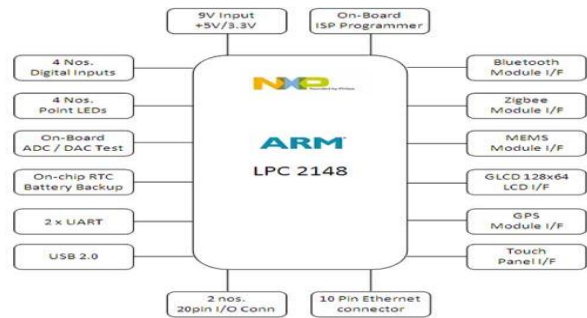 9V Input
+5V/3.3V
On-Board
ISP Programmer
4 Nos.
Digital Inputs
4 Nos.
Point LEDs
On-Board
ADC / DAC Test
On-chip RTC
Battery Backup
2 x UART
USB 2.0
NXP
founded by Philips
ARM
LPC 2148
Bluetooth
Module I/F
Zigbee
Module I/F
MEMS
Module I/F
GLCD 128x64
LCD I/F
GPS
Module I/F
Touch
Panel I/F
2 nos.
20pin I/O Conn
10 Pin Ethernet
connector